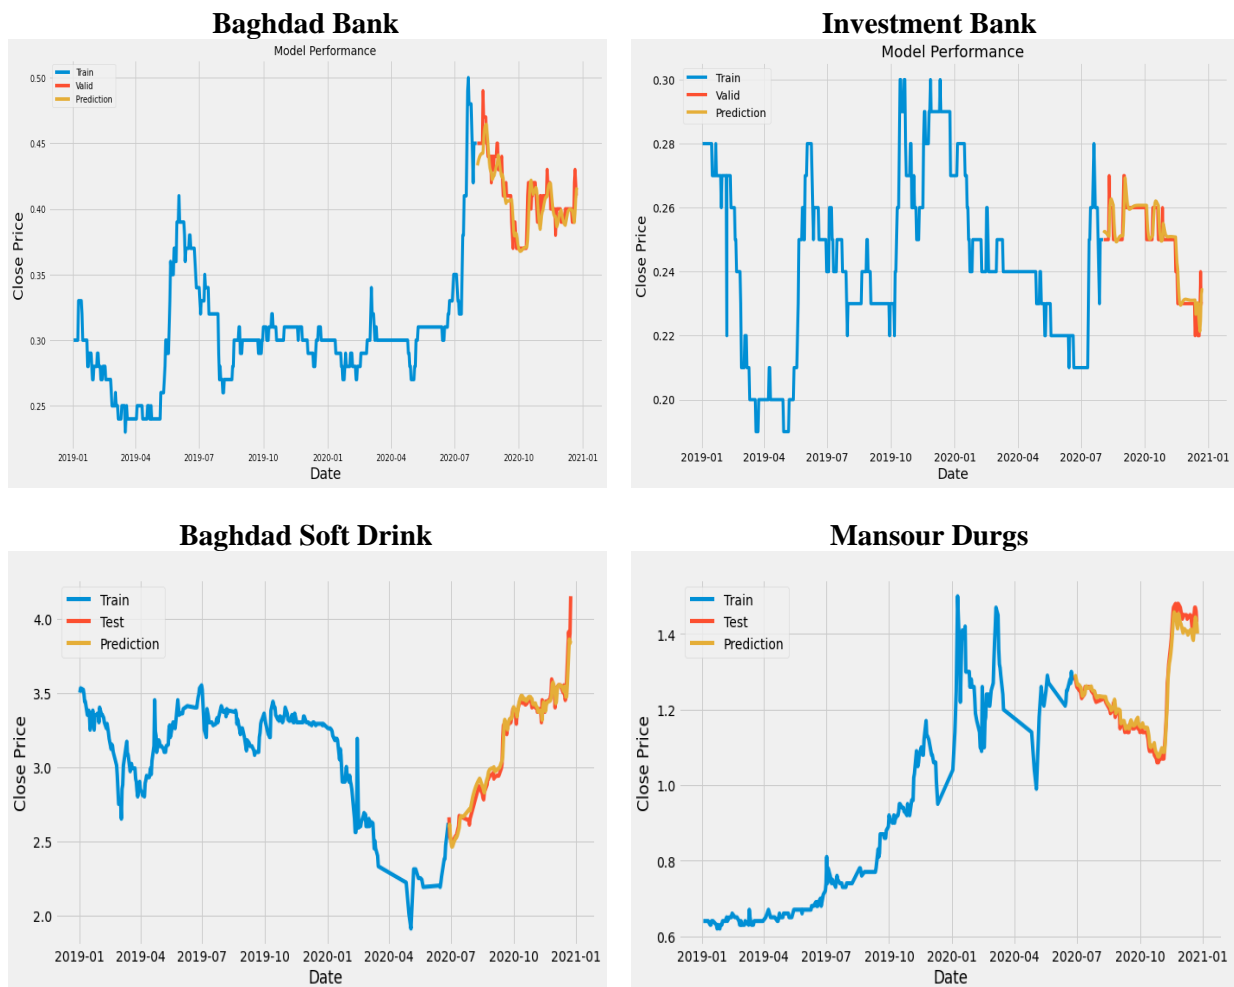 Baghdad Bank
Model Performance
Train
Valid
Prediction
0.50
0.45
0.40
0.35
0.30
0.25
Close Price
2019-01 2019-04 2019-07 2019-10 2020-01 2020-04 2020-07 2020-10 2021-01
Date
Investment Bank
Model Performance
Train
Valid
Prediction
0.30
0.28
0.26
0.24
0.22
0.20
Close Price
2019-01 2019-04 2019-07 2019-10 2020-01 2020-04 2020-07 2020-10 2021-01
Date
Baghdad Soft Drink
Train
Test
Prediction
4.0
3.5
3.0
2.5
2.0
Close Price
2019-01 2019-04 2019-07 2019-10 2020-01 2020-04 2020-07 2020-10 2021-01
Date
Mansour Durgs
Train
Test
Prediction
1.4
1.2
1.0
0.8
0.6
Close Price
2019-01 2019-04 2019-07 2019-10 2020-01 2020-04 2020-07 2020-10 2021-01
Date